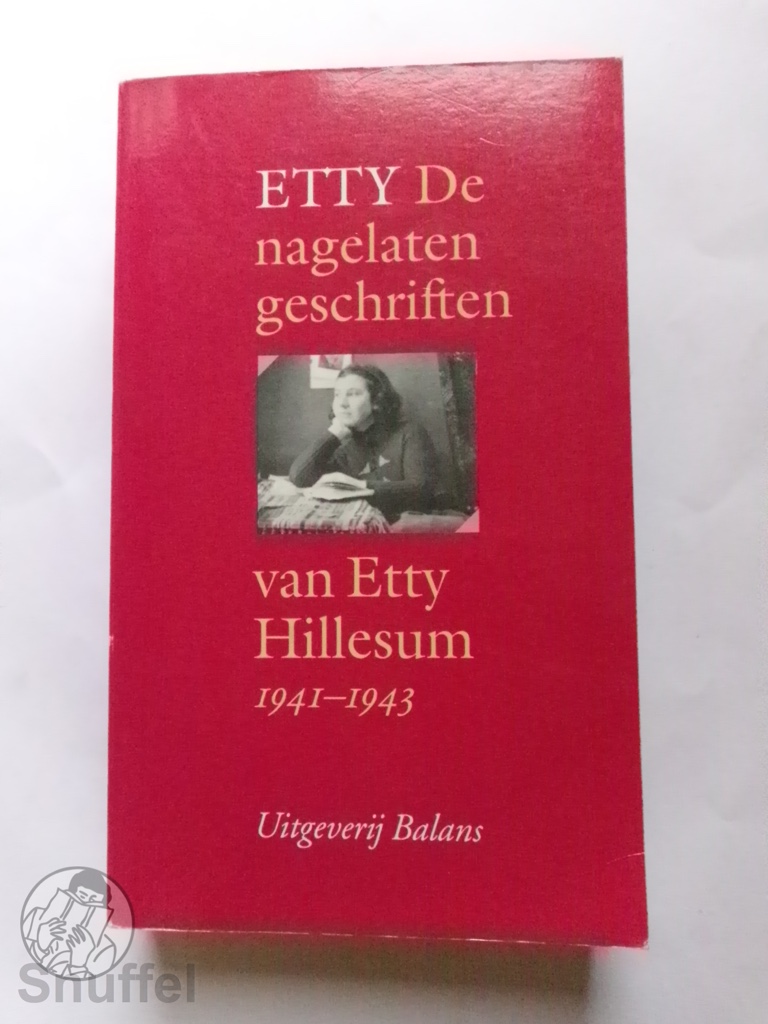 ETTY De
nagelaten
geschriften
van Etty
Hillesum
1941–1943
Uitgeverij Balans
Snuffel